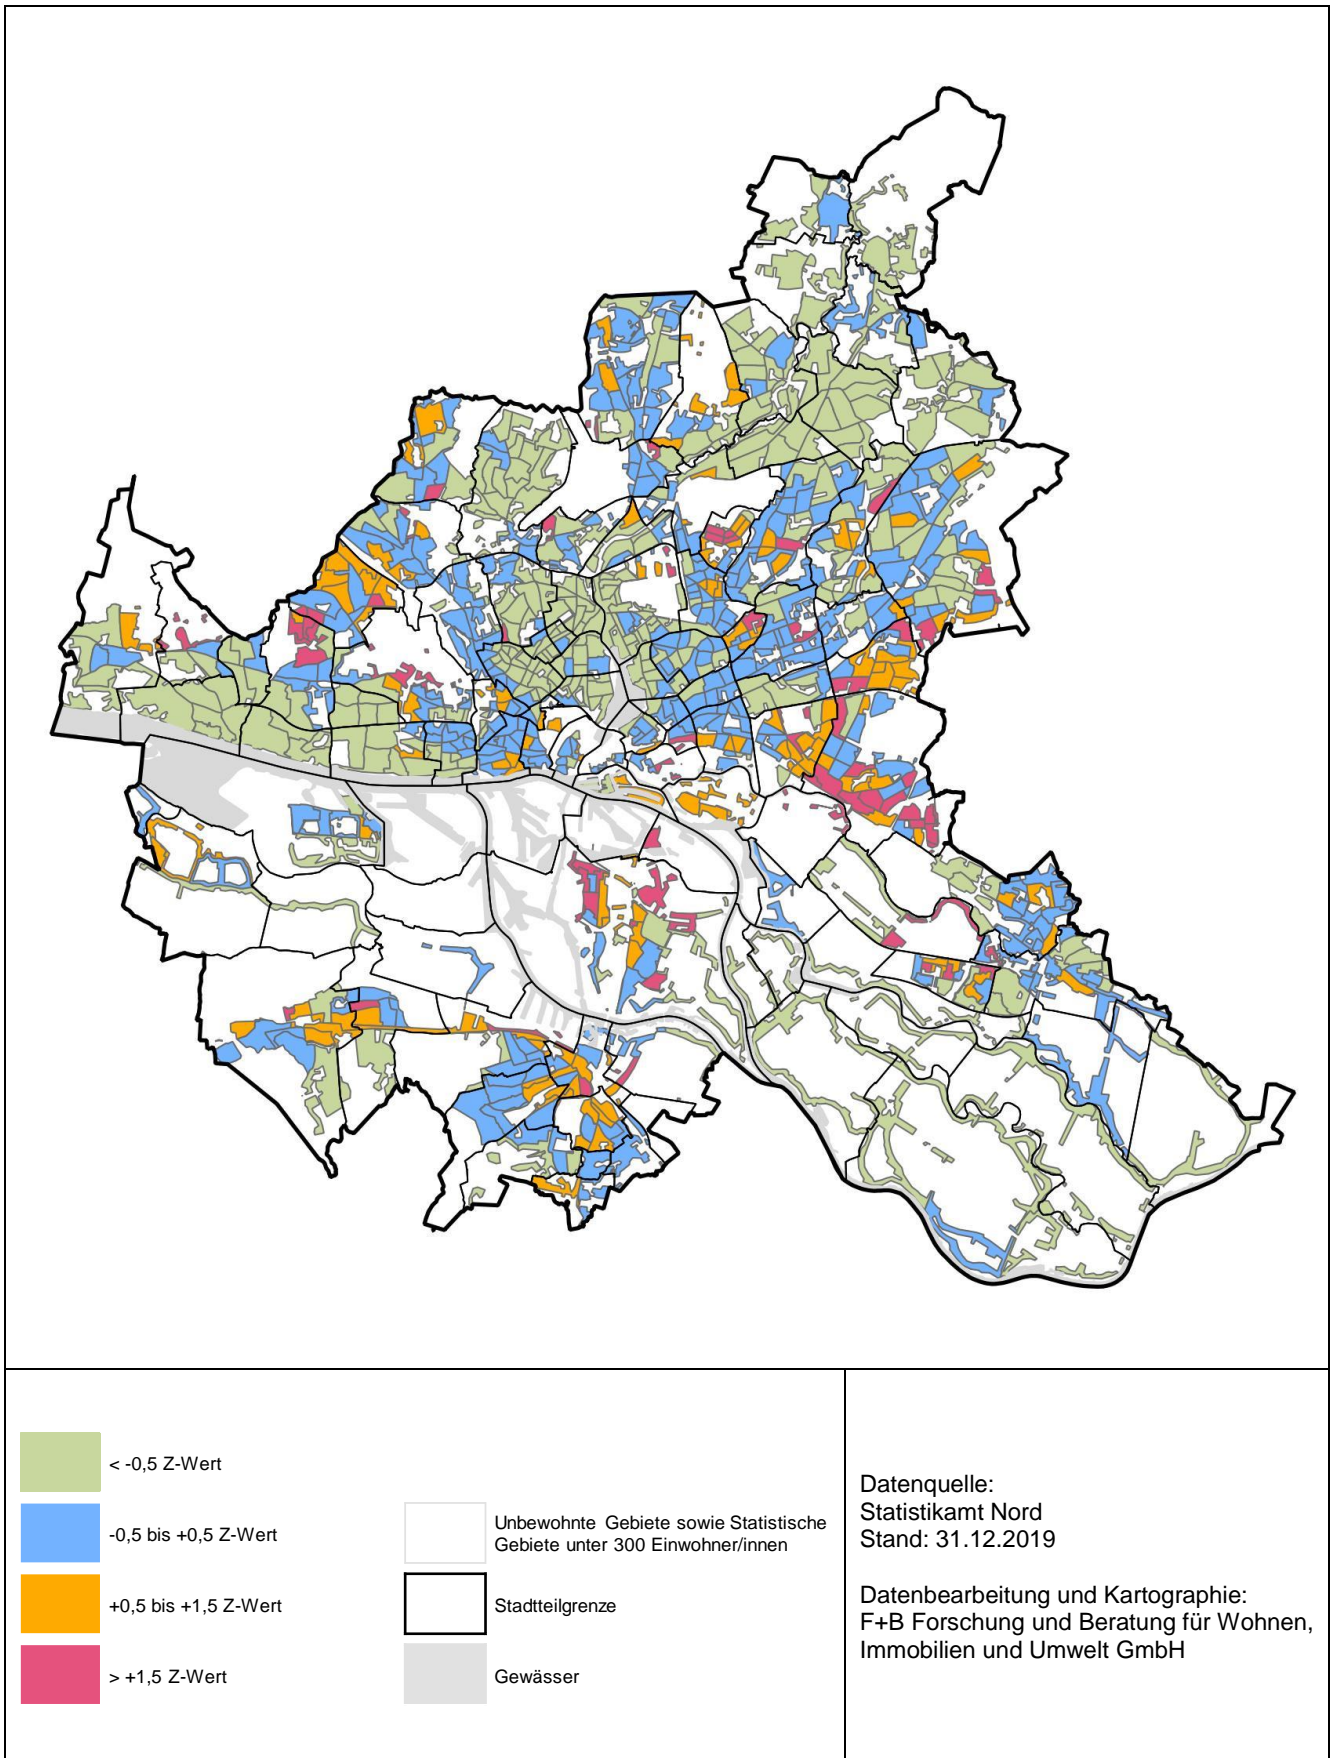 < -0,5 Z-Wert
-0,5 bis +0,5 Z-Wert
+0,5 bis +1,5 Z-Wert
> +1,5 Z-Wert
Unbewohnte Gebiete sowie Statistische
Gebiete unter 300 Einwohner/innen
Stadtteilgrenze
Gewässer
Datenquelle:
Statistikamt Nord
Stand: 31.12.2019
Datenbearbeitung und Kartographie:
F+B Forschung und Beratung für Wohnen,
Immobilien und Umwelt GmbH